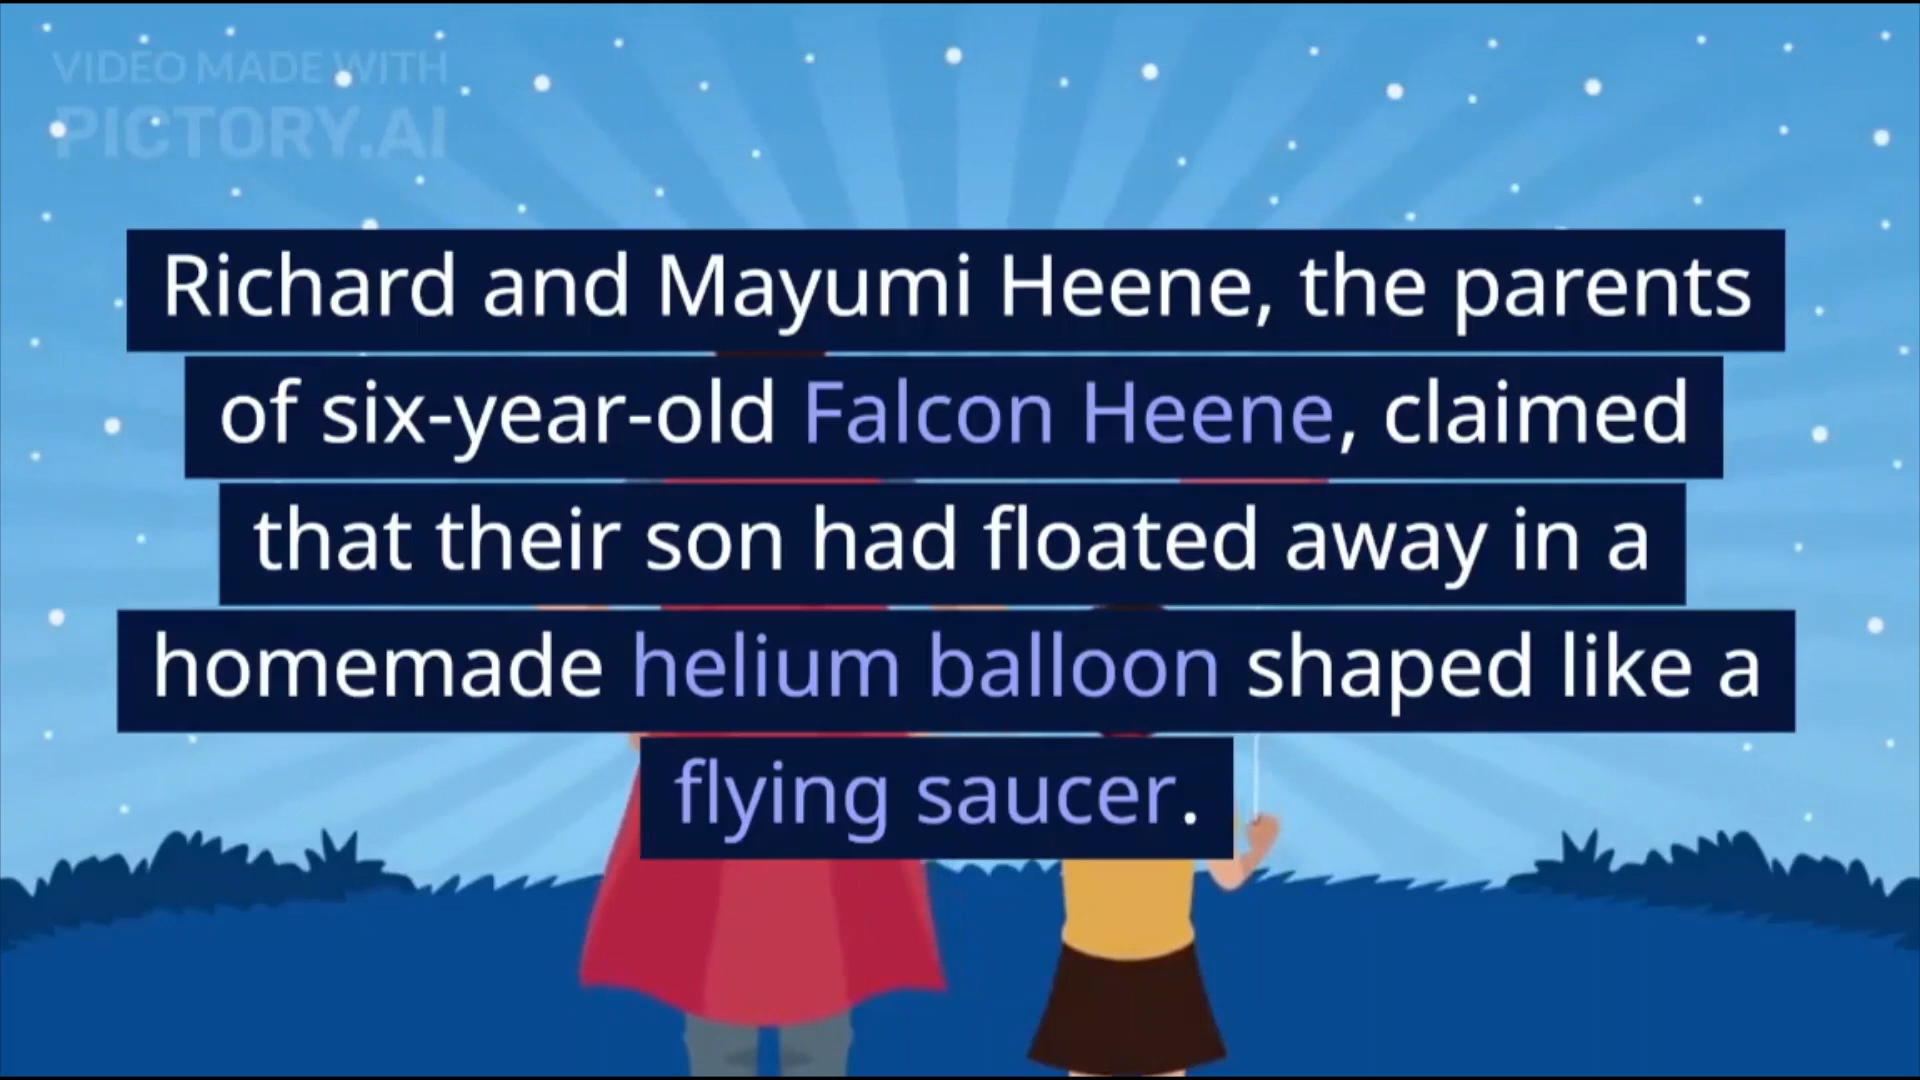 VIDEO MADE WITH
PICTORY.AI
Richard and Mayumi Heene, the parents
of six-year-old Falcon Heene, claimed
that their son had floated away in a
homemade helium balloon shaped like a
flying saucer.